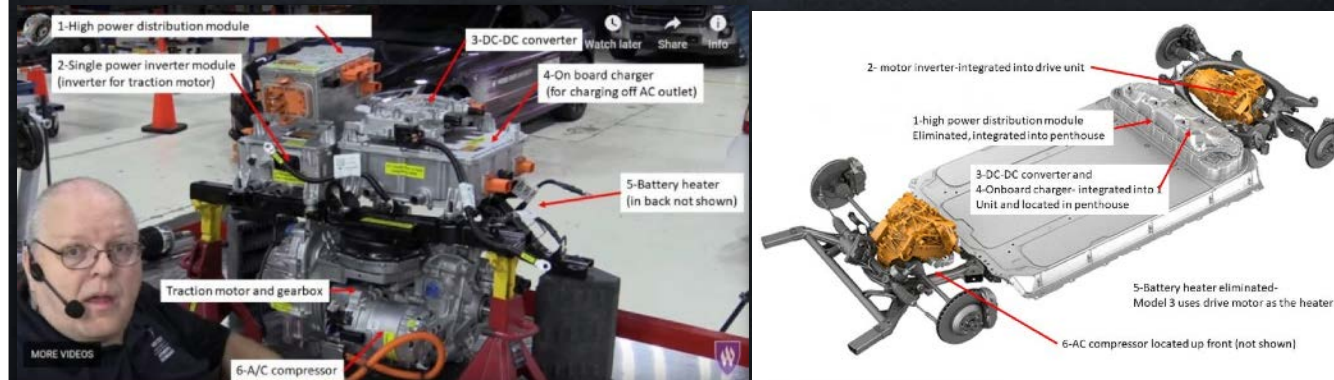 1-High power distribution module
2-Single power inverter module
(inverter for traction motor)
3-DC-DC converter
Watch later
Share
Info
4-On board charger
(for charging off AC outlet)
5-Battery heater
(in back not shown)
Traction motor and gearbox
MORE VIDEOS
6-A/C compressor
2- motor inverter-integrated into drive unit
1-high power distribution module
Eliminated, integrated into penthouse
3-DC-DC converter and
4-Onboard charger- integrated into 1
Unit and located in penthouse
5-Battery heater eliminated-
Model 3 uses drive motor as the heater
6-AC compressor located up front (not shown)